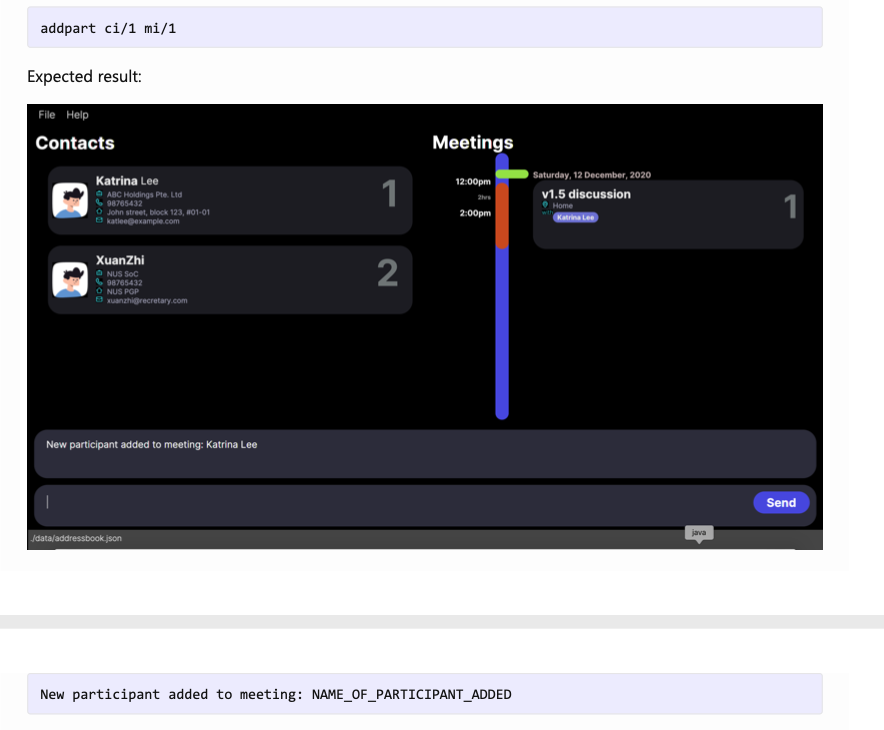 addpart ci/1 mi/1
Expected result:
File Help
Contacts
Katrina Lee
ABC Holdings Pte. Ltd
98765432
John street, block 123, #01-01
katlee@example.com
1
XuanZhi
NUS SoC
98765432
NUS PGP
xuanzhi@recretary.com
2
Meetings
Saturday, 12 December, 2020
12:00pm
2hrs
2:00pm
v1.5 discussion
Home
with
Katrina Lee
1
New participant added to meeting: Katrina Lee
Send
./data/addressbook.json
java
New participant added to meeting: NAME_OF_PARTICIPANT_ADDED